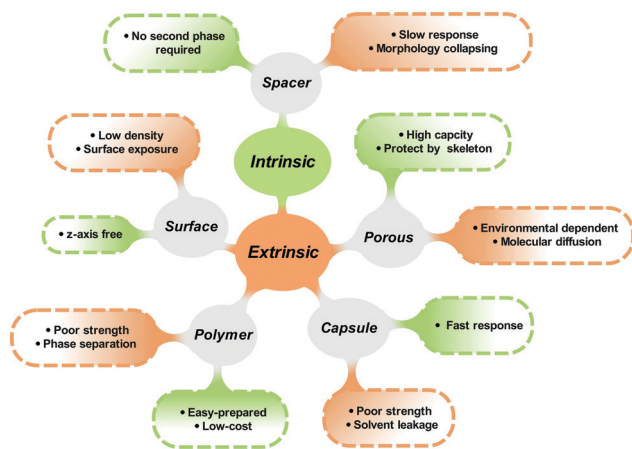 • No second phase
required
• Slow response
• Morphology collapsing
Spacer
• Low density
• Surface exposure
Intrinsic
• High capcity
• Protect by skeleton
• z-axis free
Surface
Extrinsic
Porous
• Environmental dependent
• Molecular diffusion
• Poor strength
• Phase separation
Polymer
Capsule
• Fast response
• Easy-prepared
• Low-cost
• Poor strength
• Solvent leakage